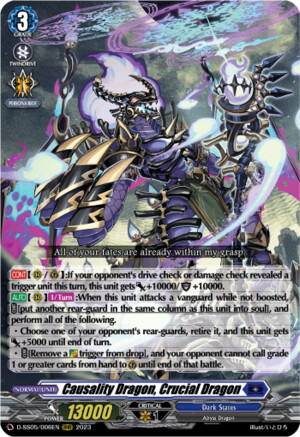 3
GRADE
TWINDRIVE
PERSONA RIDE
All of your fates are already within my grasp.
CONT [ / ]:If your opponent's drive check or damage check revealed a
trigger unit this turn, this unit gets +10000/ +10000.
AUTO [ ] 1/Turn :When this unit attacks a vanguard while not boosted,
[put another rear-guard in the same column as this unit into soul], and
perform all of the following.
・Choose one of your opponent's rear-guards, retire it, and this unit gets
+5000 until end of turn.
・ [Remove a trigger from drop], and your opponent cannot call grade
1 or greater cards from hand to until end of that battle.
NORMAL UNIT
Causality Dragon, Crucial Dragon
POWER 13000
CRITICAL
1
Dark States
Abyss Dragon
D-SS05/006EN RRR 2023